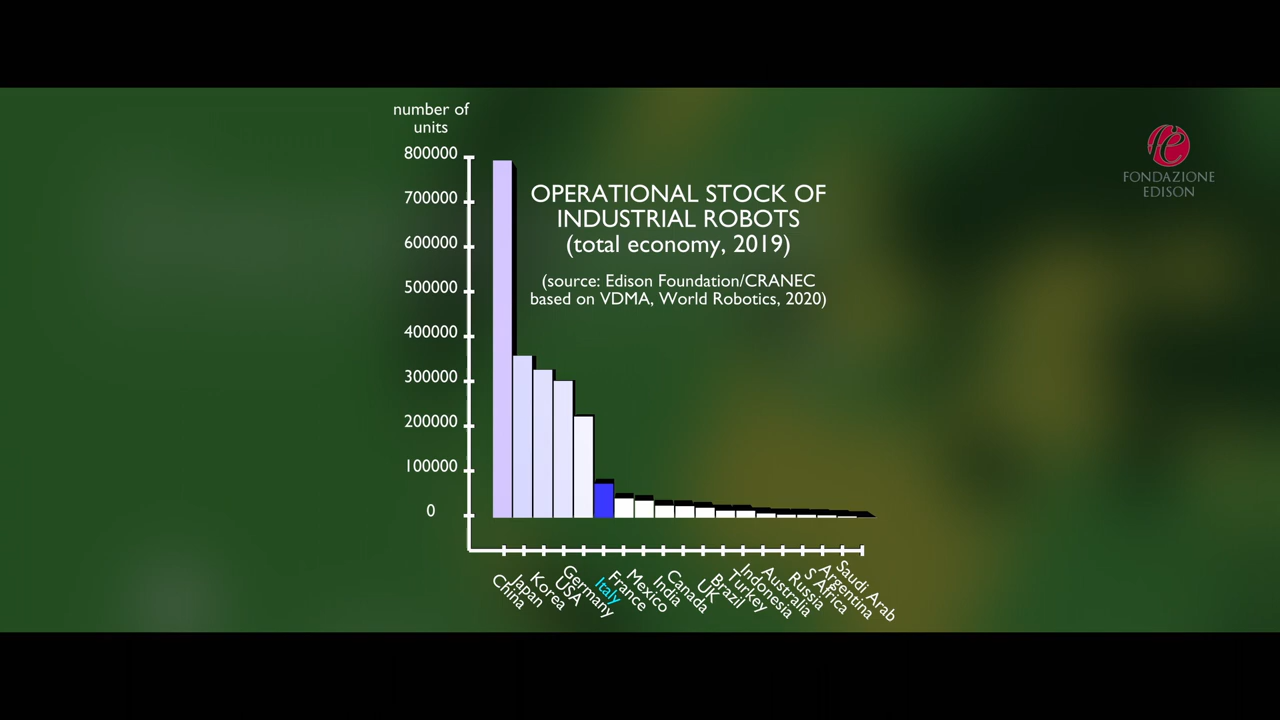 number of
units
800000
700000
600000
500000
400000
300000
200000
100000
0
OPERATIONAL STOCK OF
INDUSTRIAL ROBOTS
(total economy, 2019)
(source: Edison Foundation/CRANEC
based on VDMA, World Robotics, 2020)
FONDAZIONE
EDISON
China
Japan
Korea
USA
Germany
Italy
France
Mexico
India
Canada
UK
Brazil
Turkey
Indonesia
Australia
Russia
S Africa
Argentina
Saudi Arab